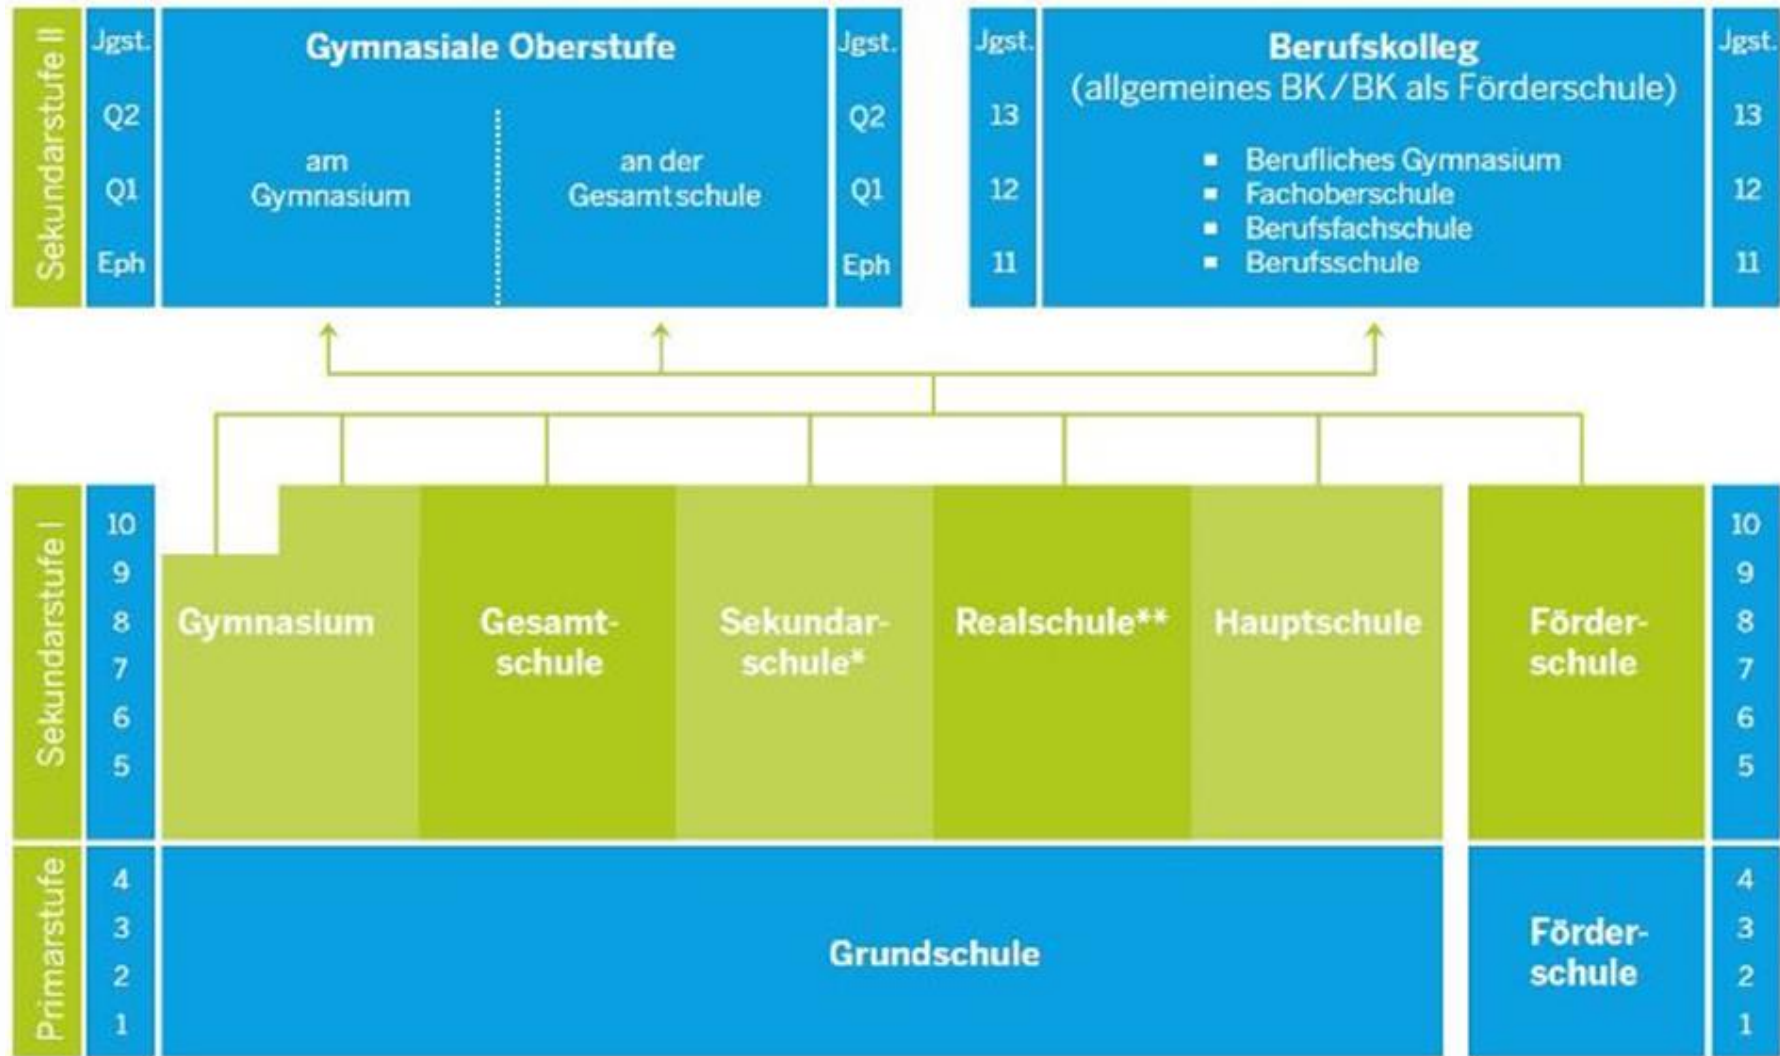 Sekundarstufe II
Jgst.
Q2
Q1
Eph
Gymnasiale Oberstufe
am
Gymnasium
an der
Gesamtschule
Jgst.
Q2
Q1
Eph
Jgst.
13
12
11
Berufskolleg
(allgemeines BK/BK als Förderschule)
▪ Berufliches Gymnasium
▪ Fachoberschule
▪ Berufsfachschule
▪ Berufsschule
Jgst.
13
12
11
Sekundarstufe I
10
9
8
7
6
5
Gymnasium
Gesamt-
schule
Sekundar-
schule*
Realschule**
Hauptschule
Förder-
schule
10
9
8
7
6
5
Primarstufe
4
3
2
1
Grundschule
Förder-
schule
4
3
2
1